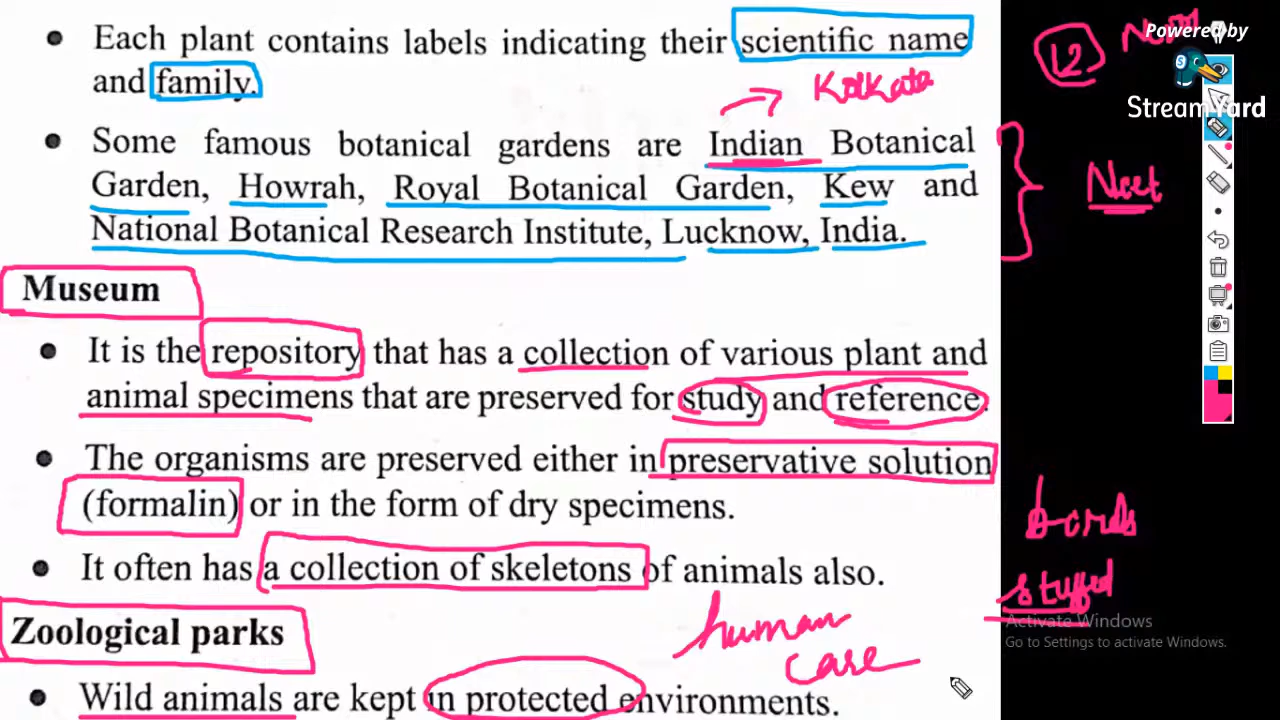 • Each plant contains labels indicating their scientific name
and family.
Kolkata
• Some famous botanical gardens are Indian Botanical
Garden, Howrah, Royal Botanical Garden, Kew and
National Botanical Research Institute, Lucknow, India.
Museum
• It is the repository that has a collection of various plant and
animal specimens that are preserved for study and reference.
• The organisms are preserved either in preservative solution
(formalin) or in the form of dry specimens.
• It often has a collection of skeletons of animals also.
human
care
Zoological parks
• Wild animals are kept in protected environments.
12
Powered by
StreamYard
Neet
stuffed
Activate Windows
Go to Settings to activate Windows.